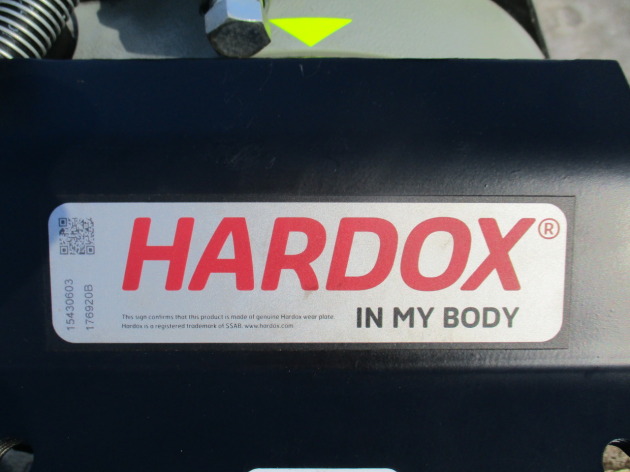 HARDOX®
IN MY BODY
This sign confirms that this product is made of genuine Hardox wear plate.
Hardox is a registered trademark of SSAB. www.hardox.com
15430603
176920B